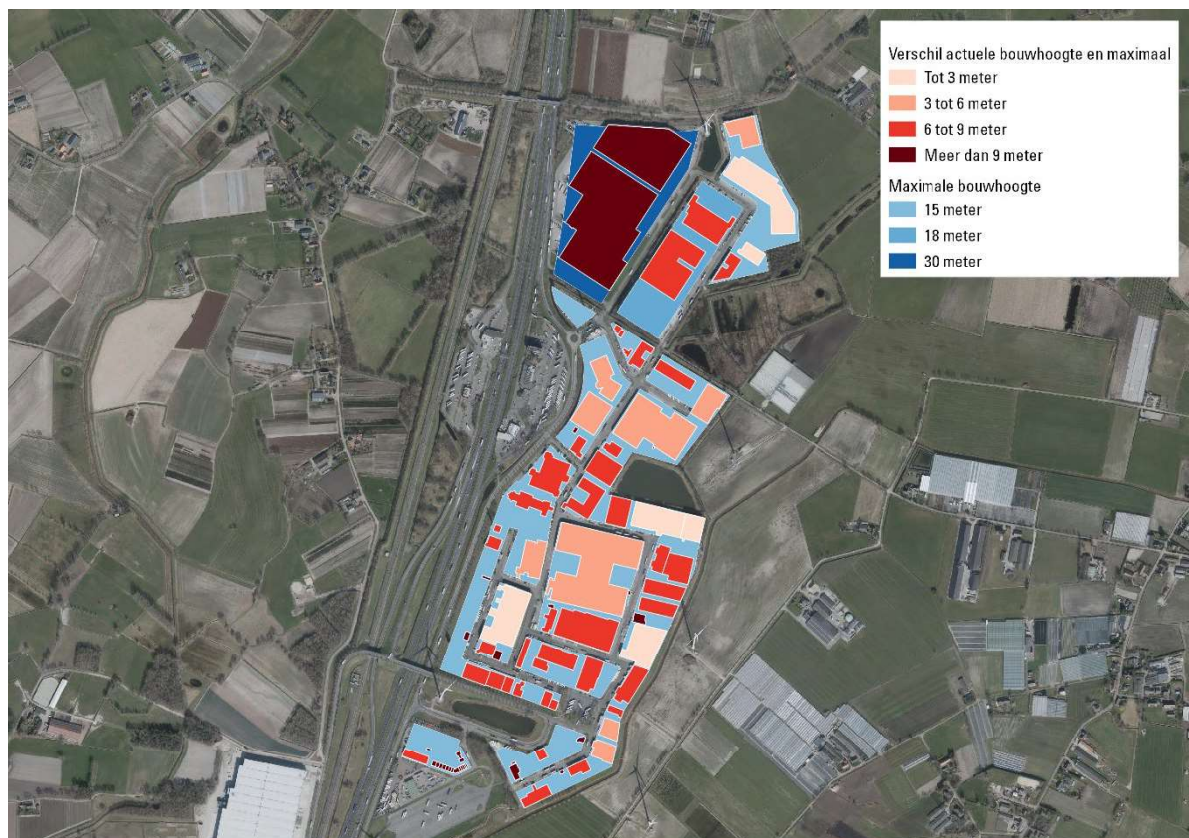 Verschil actuele bouwhoogte en maximaal
Tot 3 meter
3 tot 6 meter
6 tot 9 meter
Meer dan 9 meter
Maximale bouwhoogte
15 meter
18 meter
30 meter